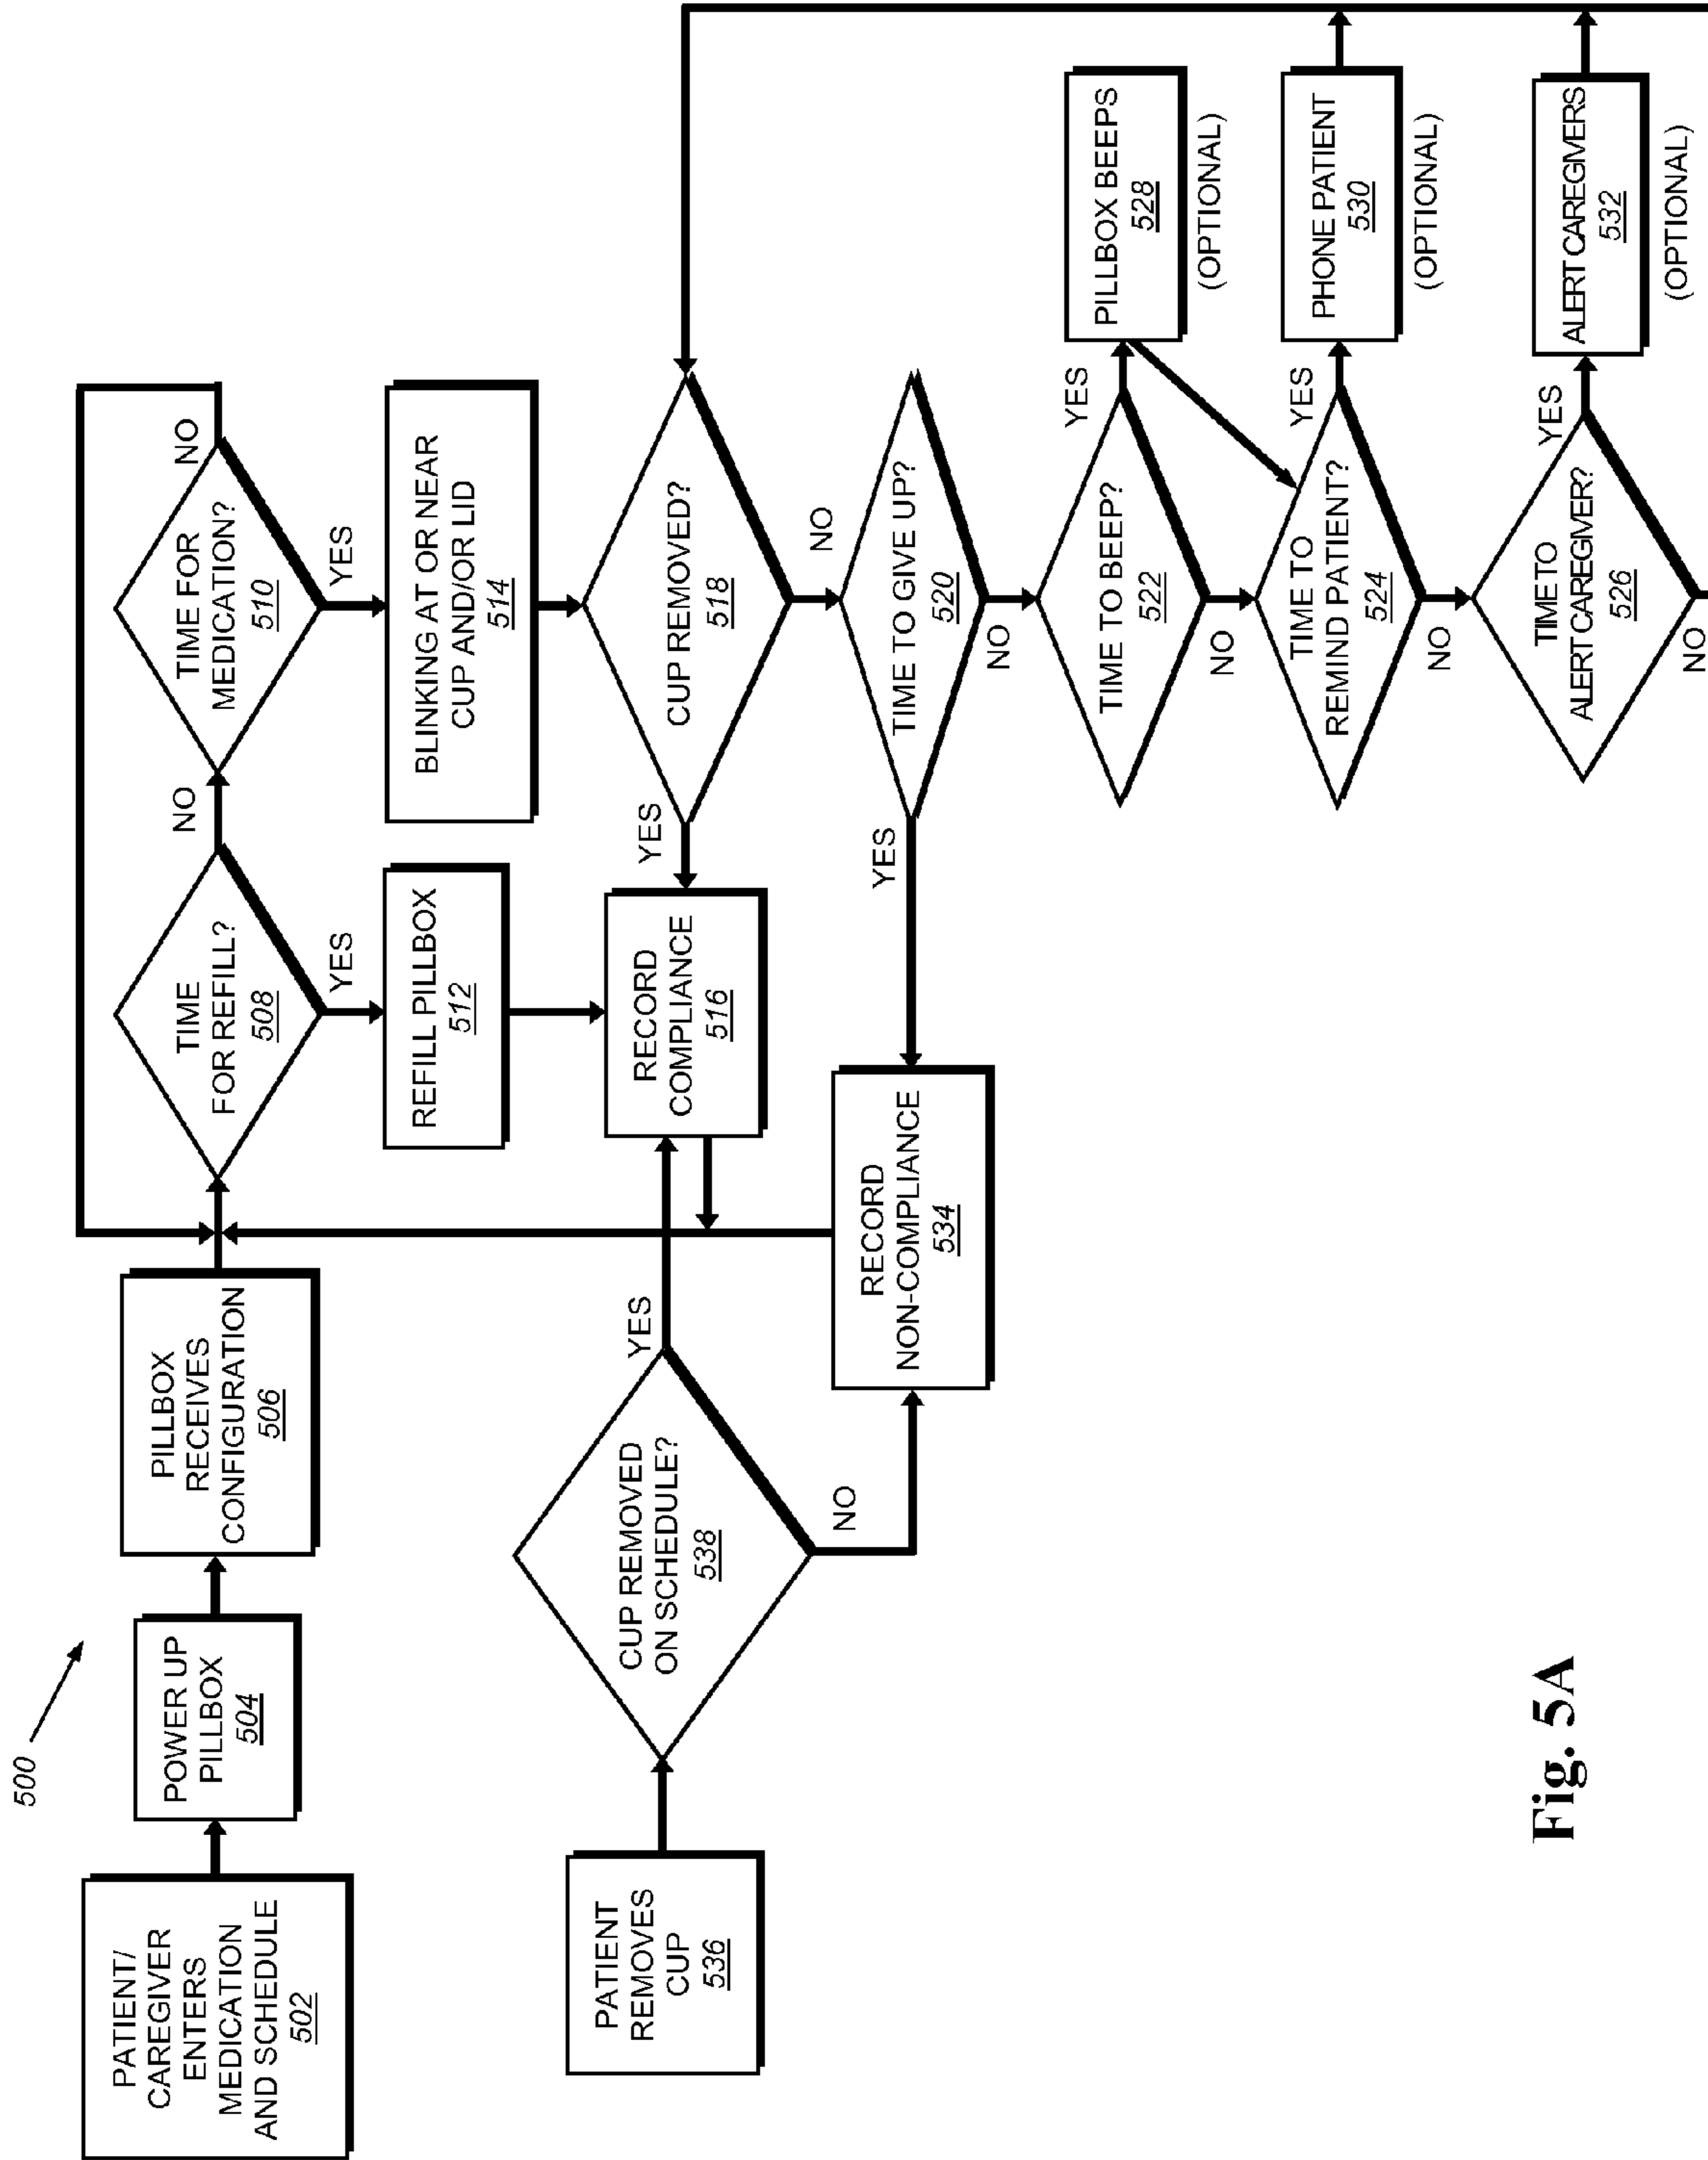 500
PATIENT/
CAREGIVER
ENTERS
MEDICATION
AND SCHEDULE
502
POWER UP
PILLBOX
504
PILLBOX
RECEIVES
CONFIGURATION
506
TIME
FOR REFILL?
508
NO
YES
TIME FOR
MEDICATION?
510
NO
YES
REFILL PILLBOX
512
BLINKING AT OR NEAR
CUP AND/OR LID
514
PATIENT
REMOVES
CUP
536
CUP REMOVED
ON SCHEDULE?
538
YES
NO
RECORD
COMPLIANCE
516
YES
CUP REMOVED?
518
NO
RECORD
NON-COMPLIANCE
534
YES
TIME TO GIVE UP?
520
NO
TIME TO BEEP?
522
YES
NO
PILLBOX BEEPS
528
(OPTIONAL)
TIME TO
REMIND PATIENT?
524
YES
NO
PHONE PATIENT
530
(OPTIONAL)
TIME TO
ALERT CAREGIVER?
526
YES
NO
ALERT CAREGIVERS
532
(OPTIONAL)
Fig. 5A